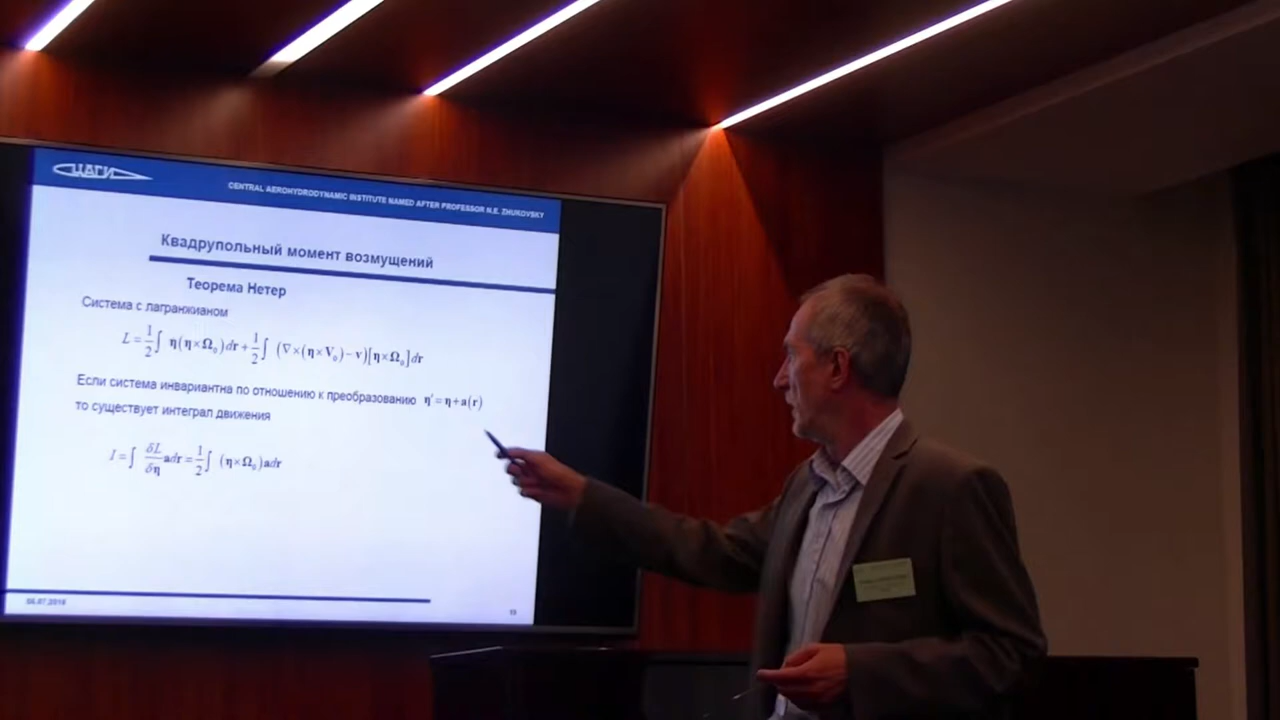 ЦАГИ
CENTRAL AEROHYDRODYNAMIC INSTITUTE NAMED AFTER PROFESSOR N.E. ZHUKOVSKY
Квадрупольный момент возмущений
Теорема Нетер
Система с лагранжианом
L = 1/2 ∫ η(η̇×Ω₀)dr + 1/2 ∫ (∇×(η×V₀)−v)[η×Ω₀]dr
Если система инвариантна по отношению к преобразованию η′ = η + a(r)
то существует интеграл движения
I = ∫ δL/δη̇ adr = 1/2 ∫ (η×Ω₀)adr